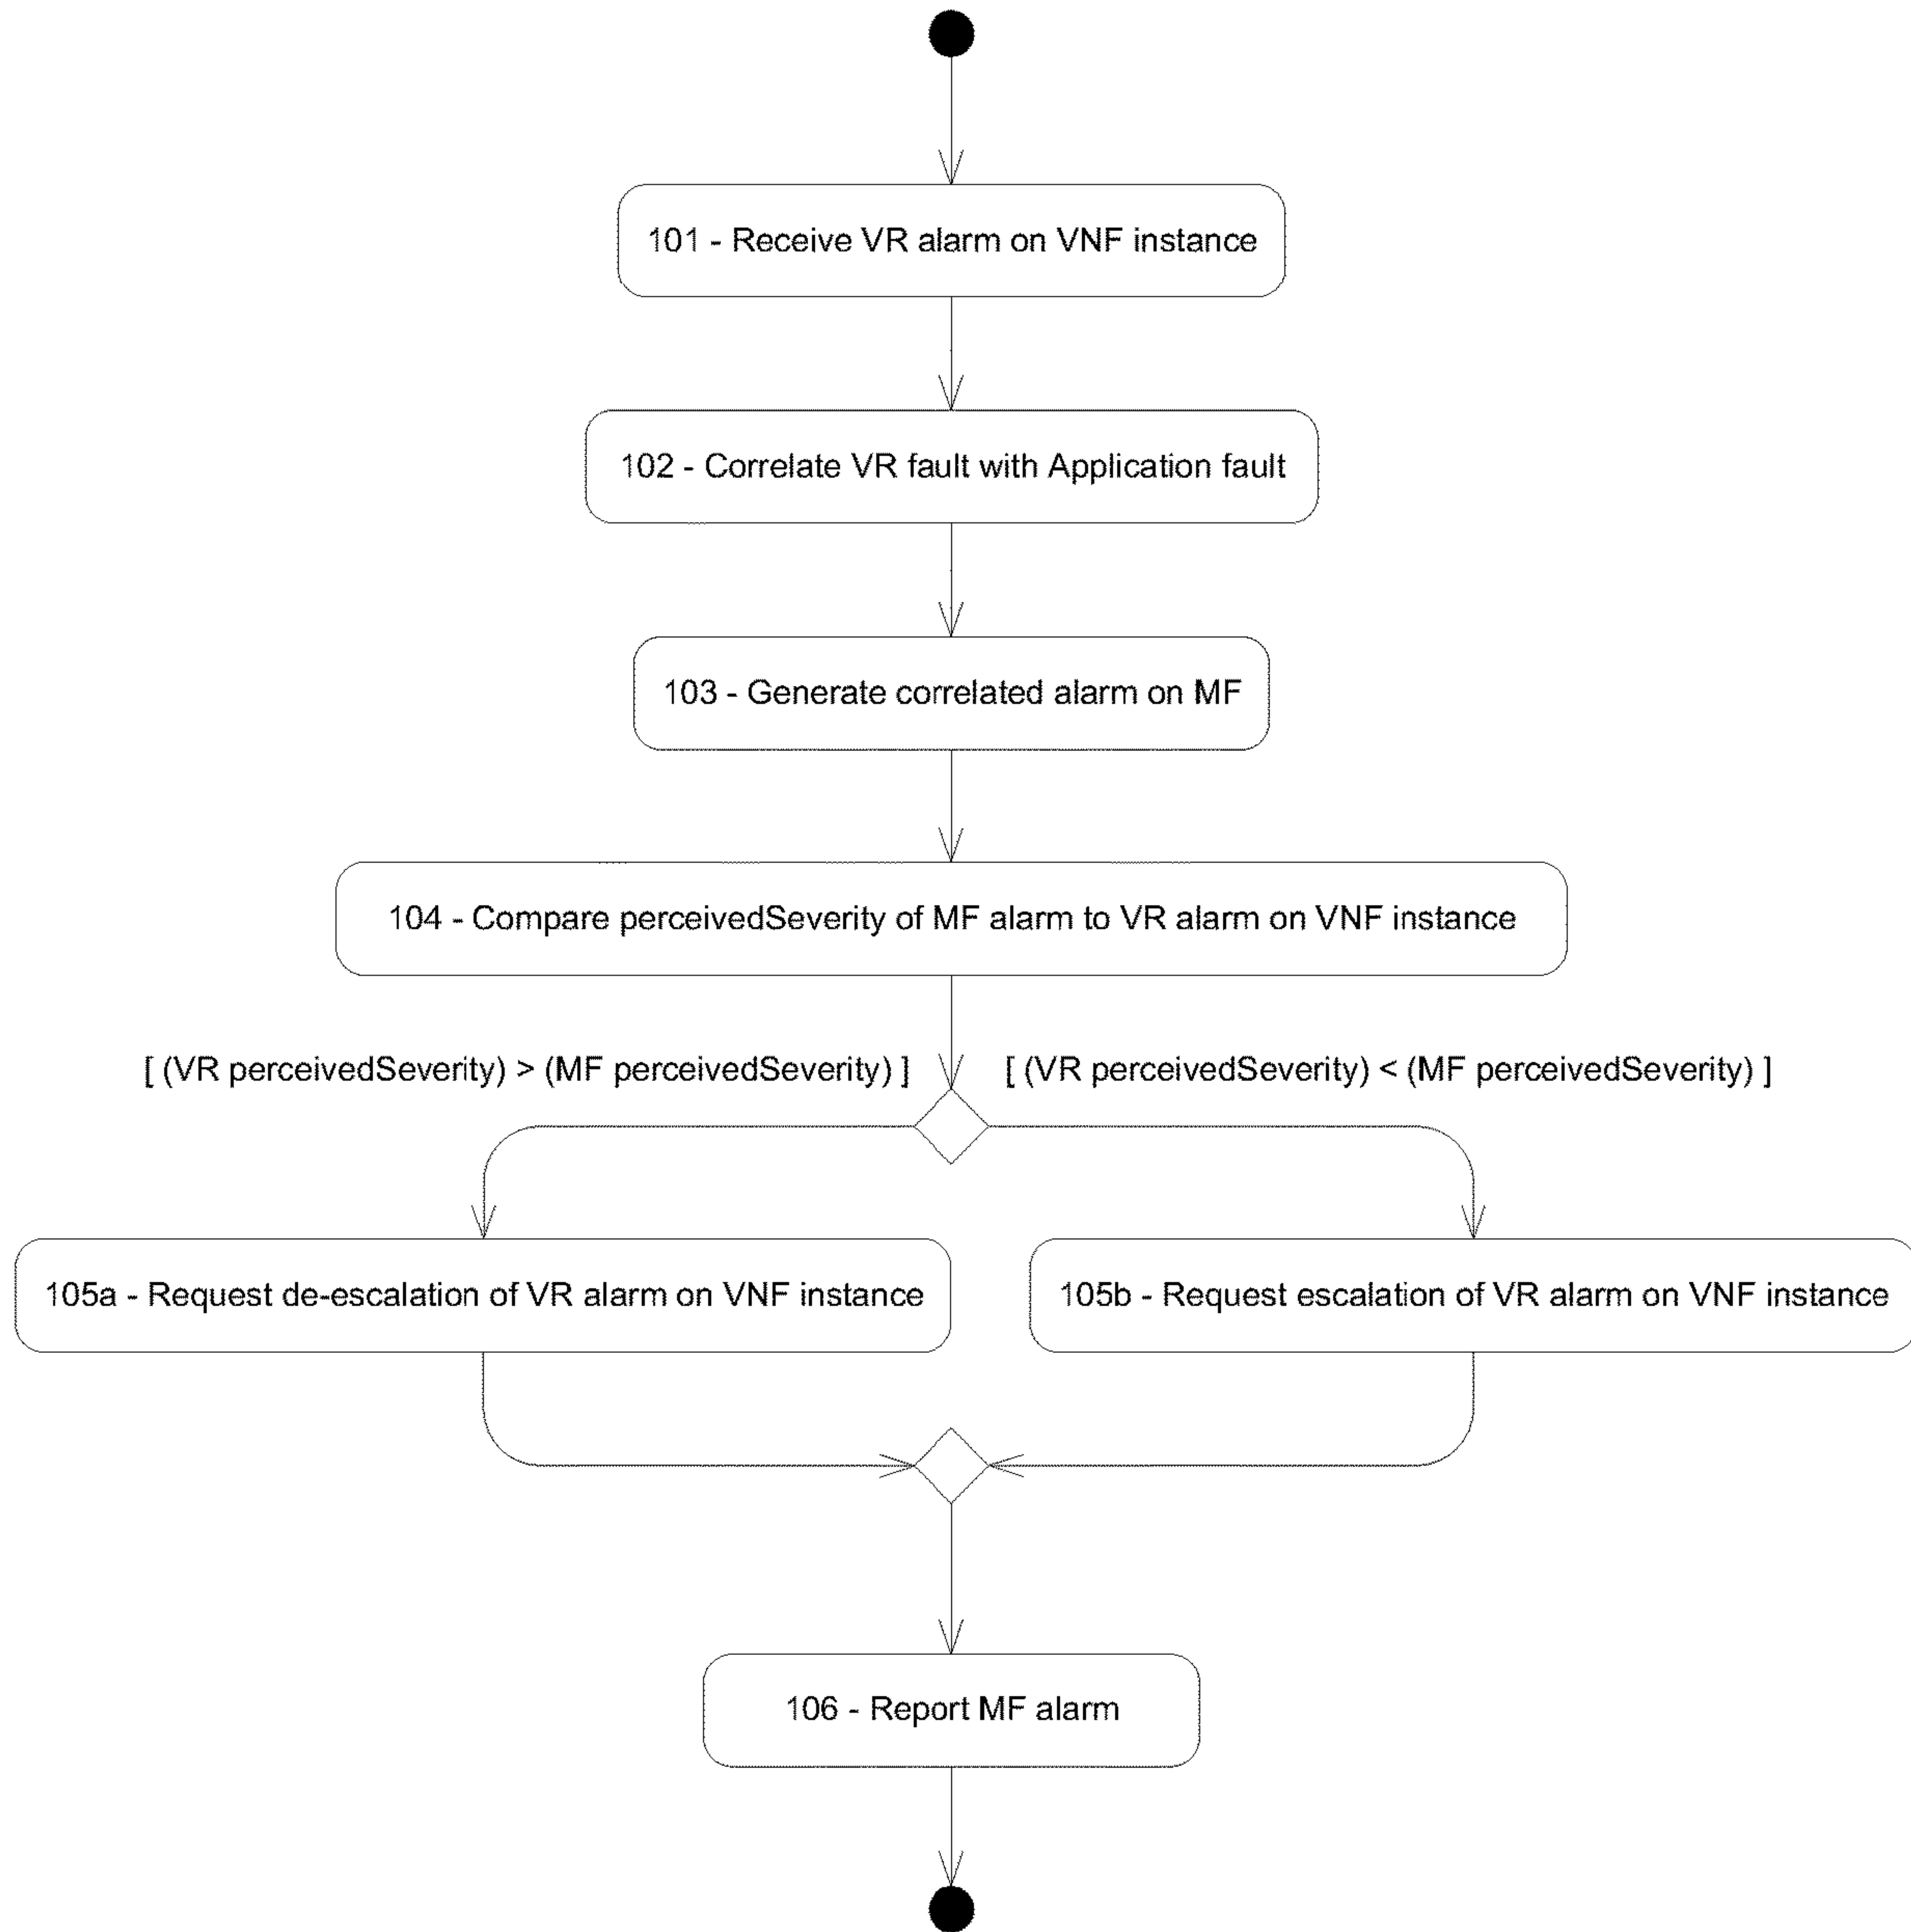 101 - Receive VR alarm on VNF instance
102 - Correlate VR fault with Application fault
103 - Generate correlated alarm on MF
104 - Compare perceivedSeverity of MF alarm to VR alarm on VNF instance
[ (VR perceivedSeverity) > (MF perceivedSeverity) ]
[ (VR perceivedSeverity) < (MF perceivedSeverity) ]
105a - Request de-escalation of VR alarm on VNF instance
105b - Request escalation of VR alarm on VNF instance
106 - Report MF alarm